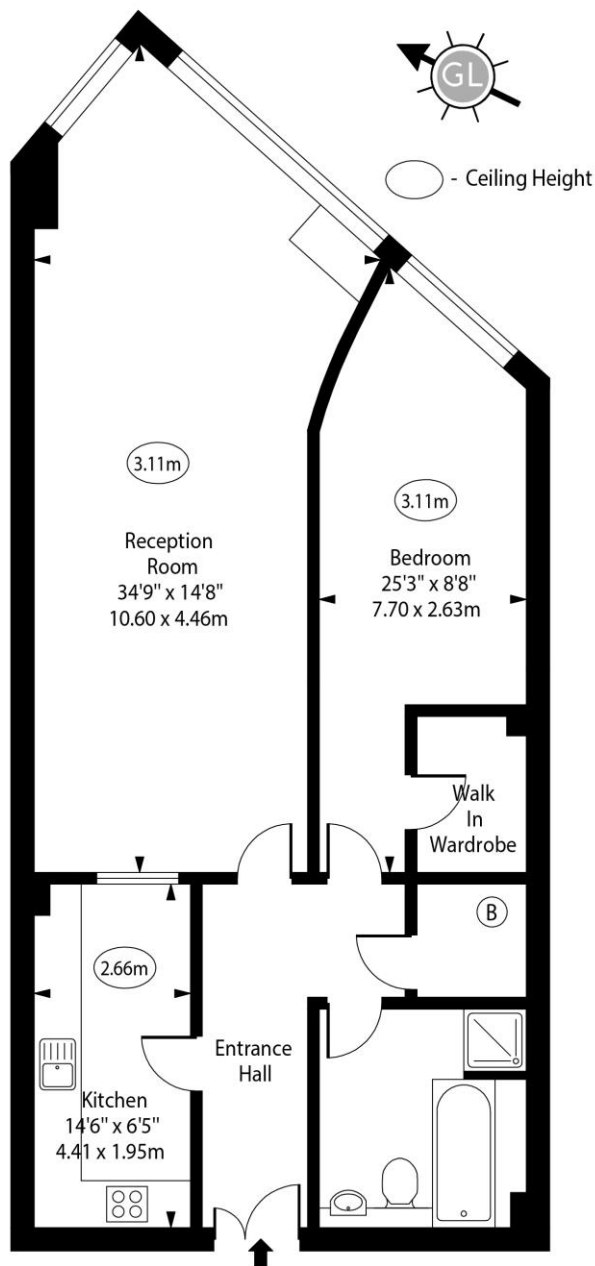 GL
- Ceiling Height
3.11m
Reception
Room
34'9" x 14'8"
10.60 x 4.46m
3.11m
Bedroom
25'3" x 8'8"
7.70 x 2.63m
Walk
In
Wardrobe
B
2.66m
Entrance
Hall
Kitchen
14'6" x 6'5"
4.41 x 1.95m